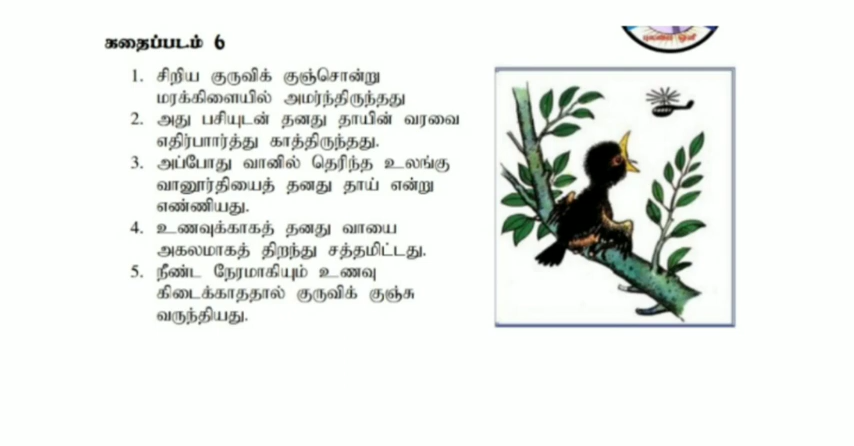 கதைப்படம் 6
1. சிறிய குருவிக் குஞ்சொன்று
மரக்கிளையில் அமர்ந்திருந்தது
2. அது பசியுடன் தனது தாயின் வரவை
எதிர்பாார்த்து காத்திருந்தது.
3. அப்போது வானில் தெரிந்த உலங்கு
வானூர்தியைத் தனது தாய் என்று
எண்ணியது.
4. உணவுக்காகத் தனது வாயை
அகலமாகத் திறந்து சத்தமிட்டது.
5. நீண்ட நேரமாகியும் உணவு
கிடைக்காததால் குருவிக் குஞ்சு
வருந்தியது.